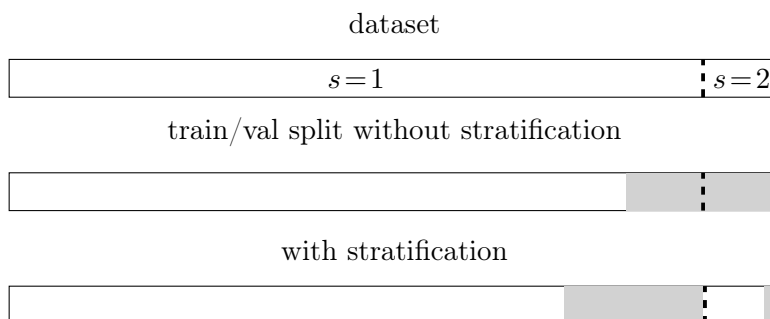 dataset
s=1 s=2
train/val split without stratification
with stratification